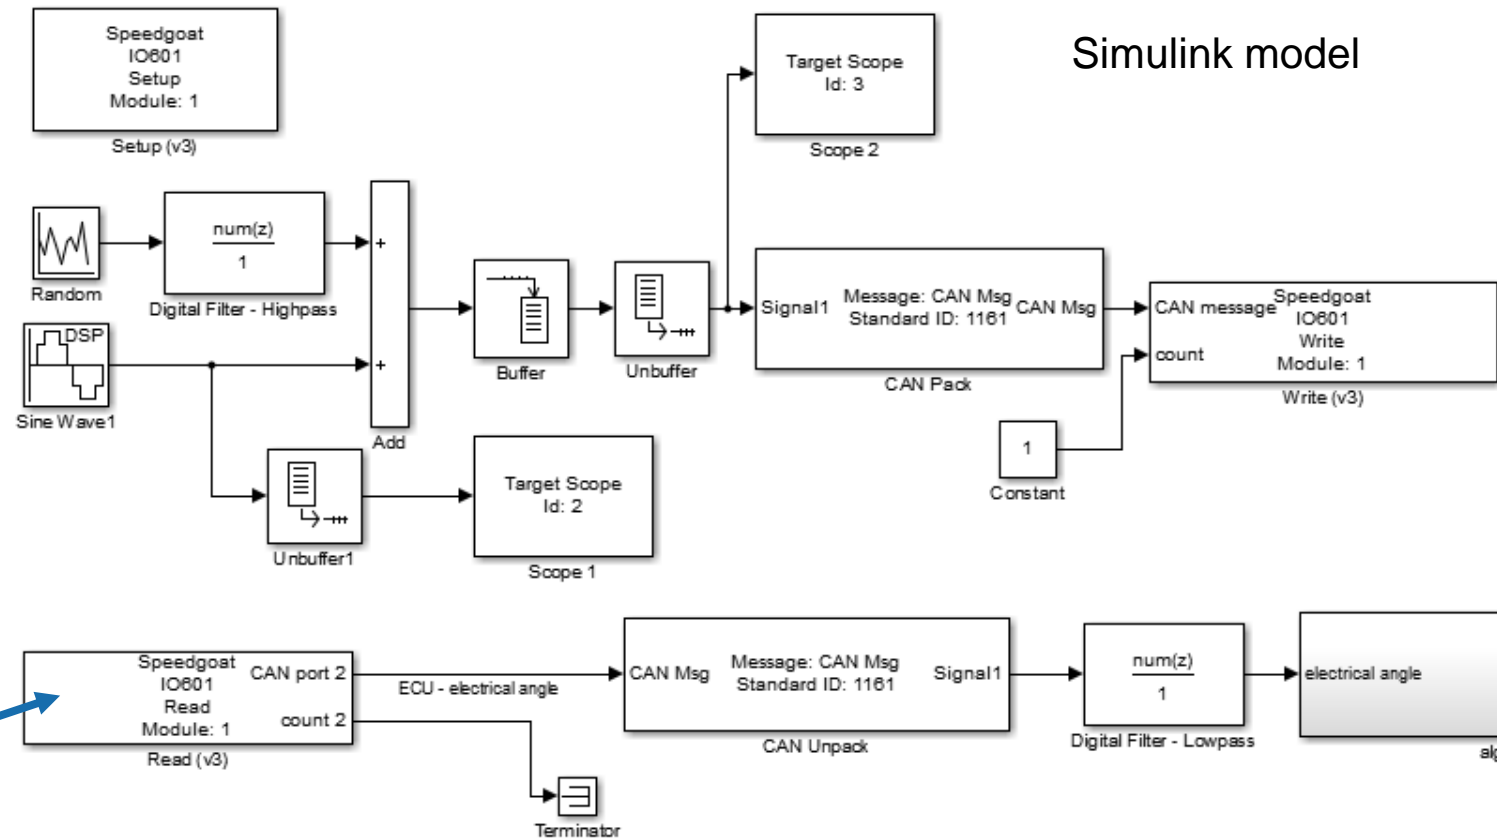 Simulink model
Speedgoat
IO601
Setup
Module: 1
Setup (v3)
Target Scope
Id: 3
Scope 2
Random
num(z)
1
Digital Filter - Highpass
+
+
Add
DSP
Sine Wave1
Buffer
Unbuffer
Signal1
Message: CAN Msg
Standard ID: 1161
CAN Msg
CAN Pack
CAN message
count
Speedgoat
IO601
Write
Module: 1
Write (v3)
1
Constant
Unbuffer1
Target Scope
Id: 2
Scope 1
Speedgoat
IO601
Read
Module: 1
CAN port 2
count 2
Read (v3)
ECU - electrical angle
Terminator
CAN Msg
Message: CAN Msg
Standard ID: 1161
Signal1
CAN Unpack
num(z)
1
Digital Filter - Lowpass
electrical angle